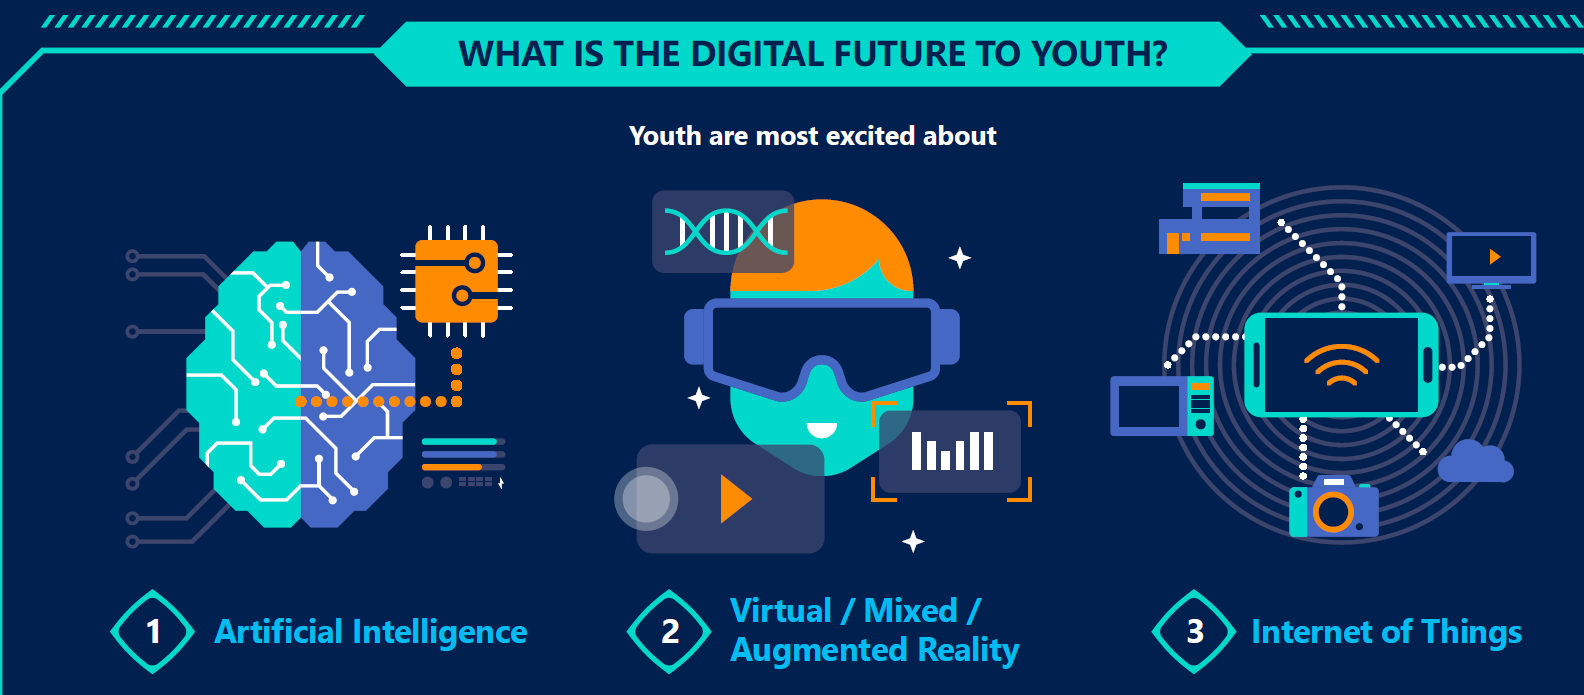 WHAT IS THE DIGITAL FUTURE TO YOUTH?
Youth are most excited about
1 Artificial Intelligence
2 Virtual / Mixed /
Augmented Reality
3 Internet of Things